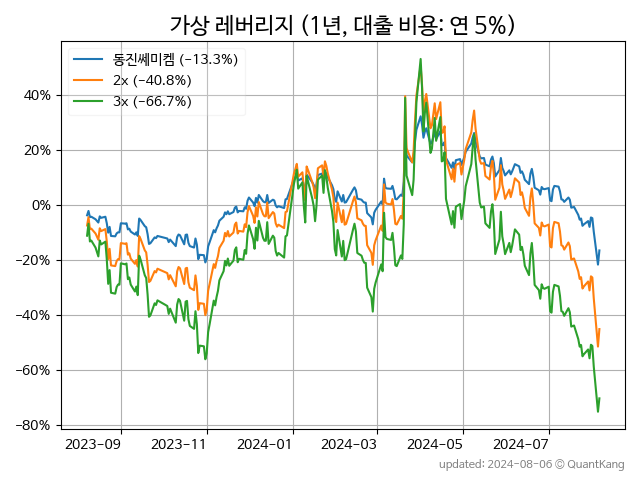 가상 레버리지 (1년, 대출 비용: 연 5%)
동진쎄미켐 (−13.3%)
2x (−40.8%)
3x (−66.7%)
40%
20%
0%
−20%
−40%
−60%
−80%
2023-09 2023-11 2024-01 2024-03 2024-05 2024-07
updated: 2024-08-06 © QuantKang